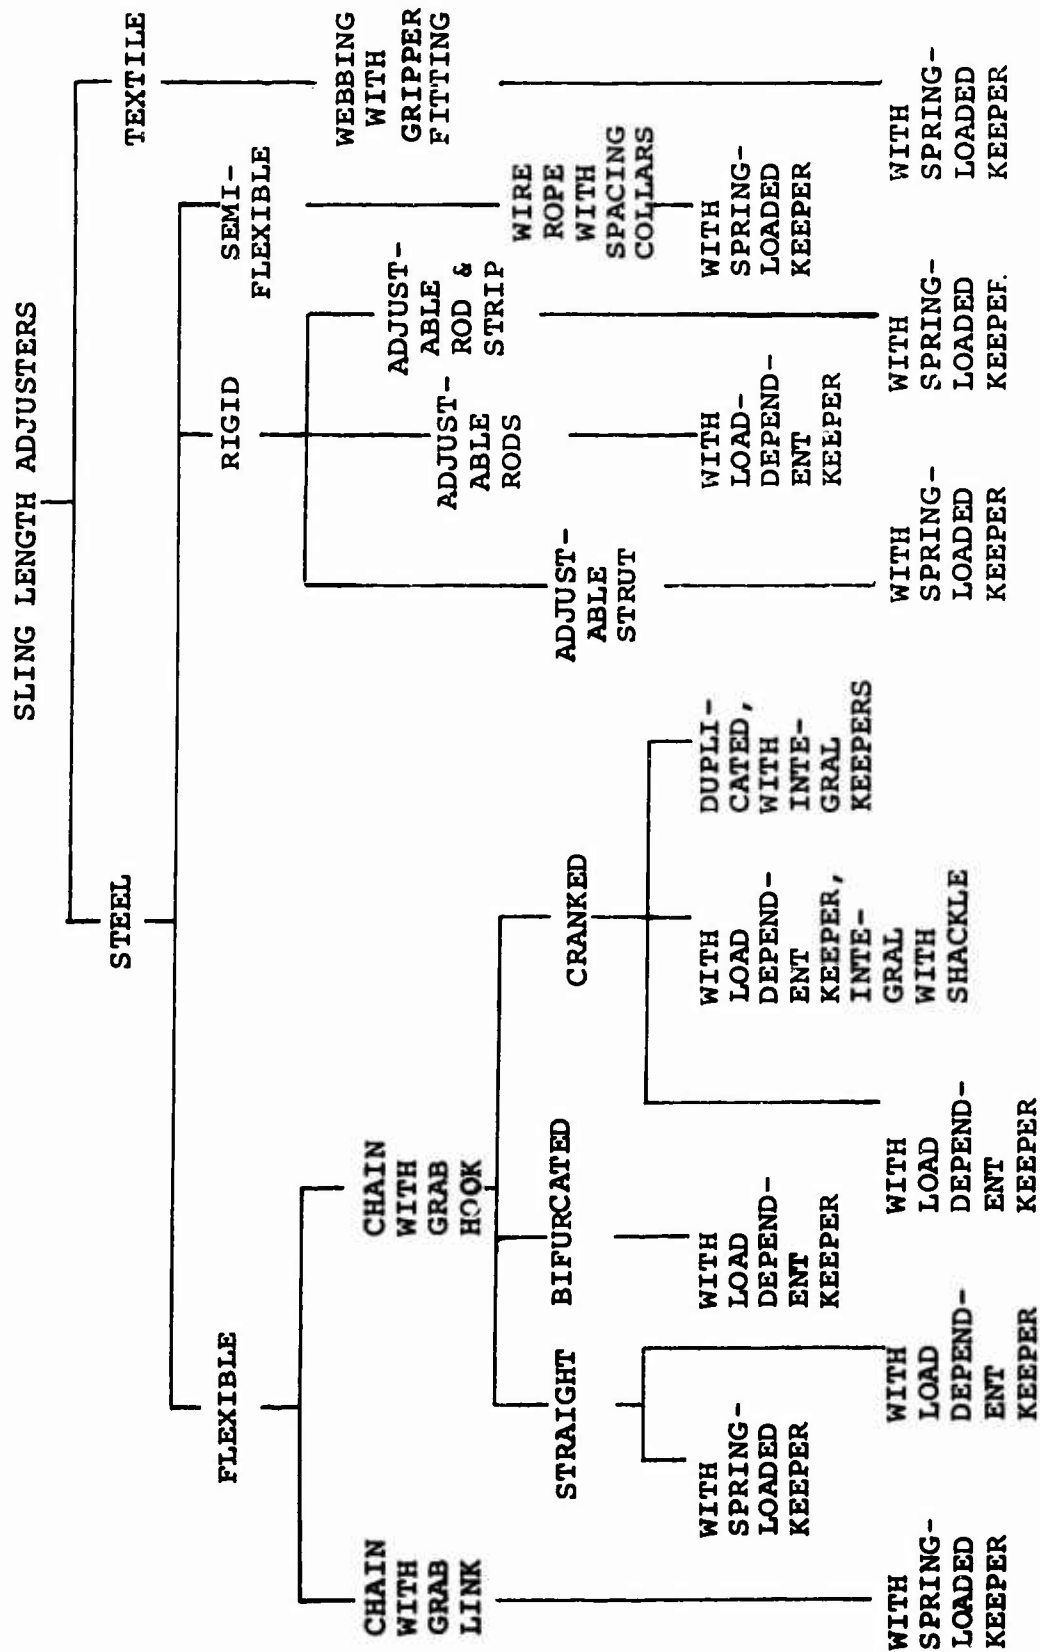 SLING LENGTH ADJUSTERS
STEEL
TEXTILE
FLEXIBLE
RIGID
SEMI-
FLEXIBLE
CHAIN
WITH
GRAB
LINK
CHAIN
WITH
GRAB
HOOK
ADJUST-
ABLE
STRUT
ADJUST-
ABLE
RODS
ADJUST-
ABLE
ROD &
STRIP
WIRE
ROPE
WITH
SPACING
COLLARS
WEBBING
WITH
GRIPPER
FITTING
STRAIGHT
BIFURCATED
CRANKED
WITH
SPRING-
LOADED
KEEPER
WITH
SPRING-
LOADED
KEEPER
WITH
LOAD
DEPEND-
ENT
KEEPER
WITH
LOAD
DEPEND-
ENT
KEEPER
WITH
LOAD
DEPEND-
ENT
KEEPER
WITH
LOAD
DEPEND-
ENT
KEEPER,
INTE-
GRAL
WITH
SHACKLE
DUPLI-
CATED,
WITH
INTE-
GRAL
KEEPERS
WITH
SPRING-
LOADED
KEEPER
WITH
LOAD-
DEPEND-
ENT
KEEPER
WITH
SPRING-
LOADED
KEEPER.
WITH
SPRING-
LOADED
KEEPER
WITH
SPRING-
LOADED
KEEPER